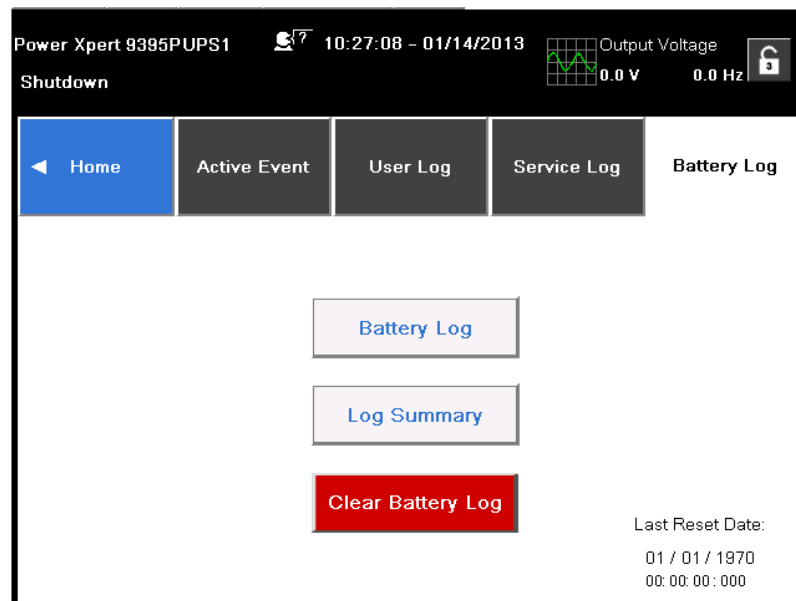 Power Xpert 9395PUPS1
? 10:27:08 - 01/14/2013
Output Voltage
Shutdown
0.0 V 0.0 Hz
3
Home
Active Event
User Log
Service Log
Battery Log
Battery Log
Log Summary
Clear Battery Log
Last Reset Date:
01 / 01 / 1970
00: 00: 00 : 000